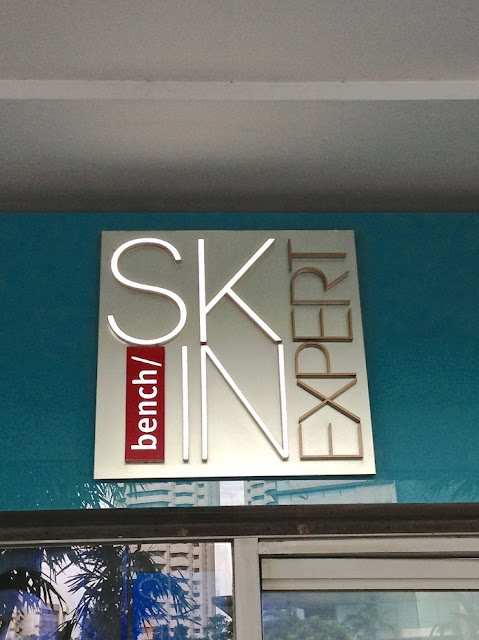 SK
bench/
IN
EXPERT